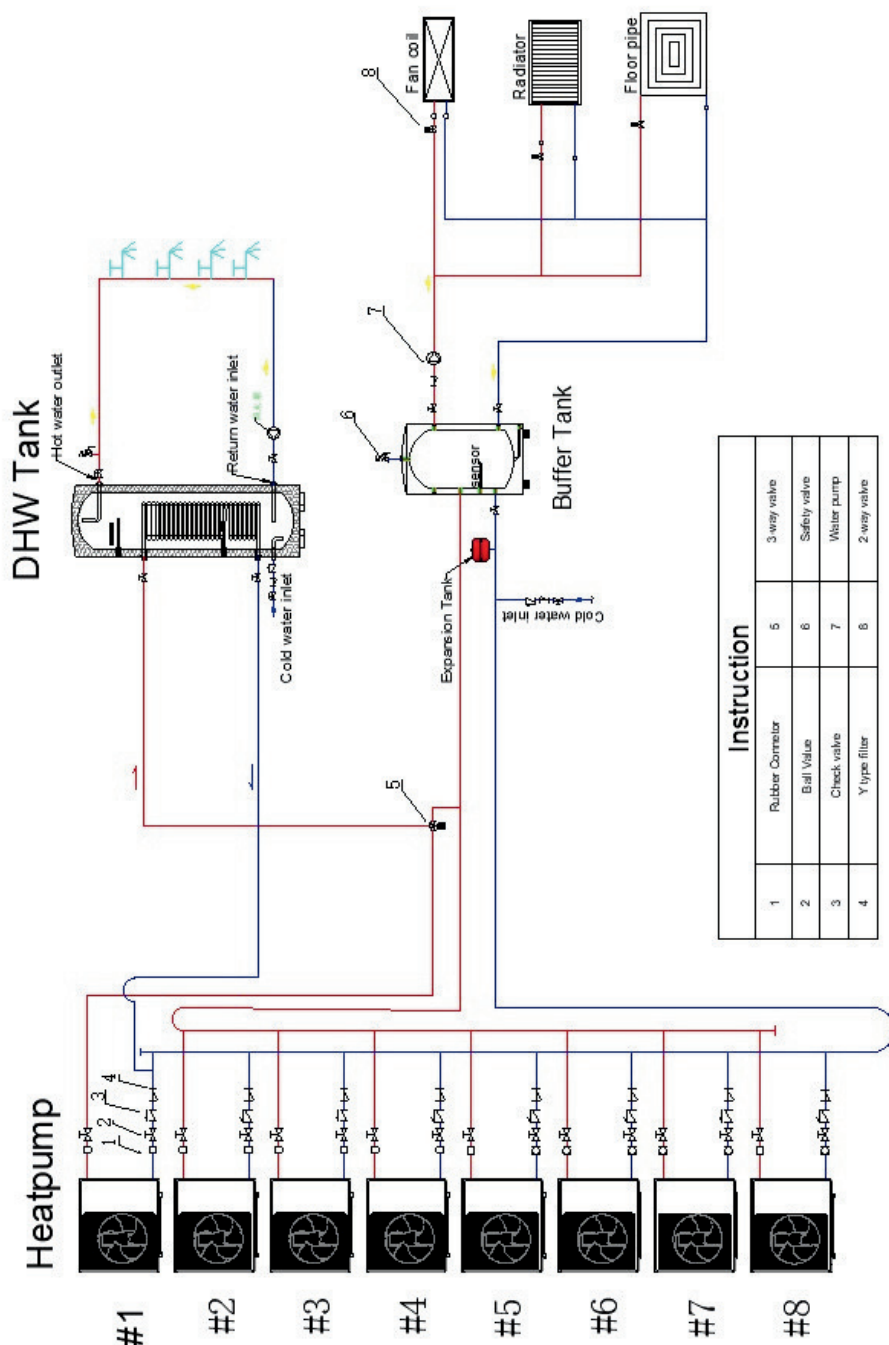 Heatpump
DHW Tank
#1
#2
#3
#4
#5
#6
#7
#8
1
2
3
4
Hot water outlet
Return water inlet
Cold water inlet
5
6
7
8
Fan coil
Radiator
Floor pipe
sensor
Buffer Tank
Expansion Tank
Cold water inlet
Instruction
1 Rubber Connetor 5 3-way valve
2 Ball Value 6 Safety valve
3 Check valve 7 Water pump
4 Y type filter 8 2-way valve